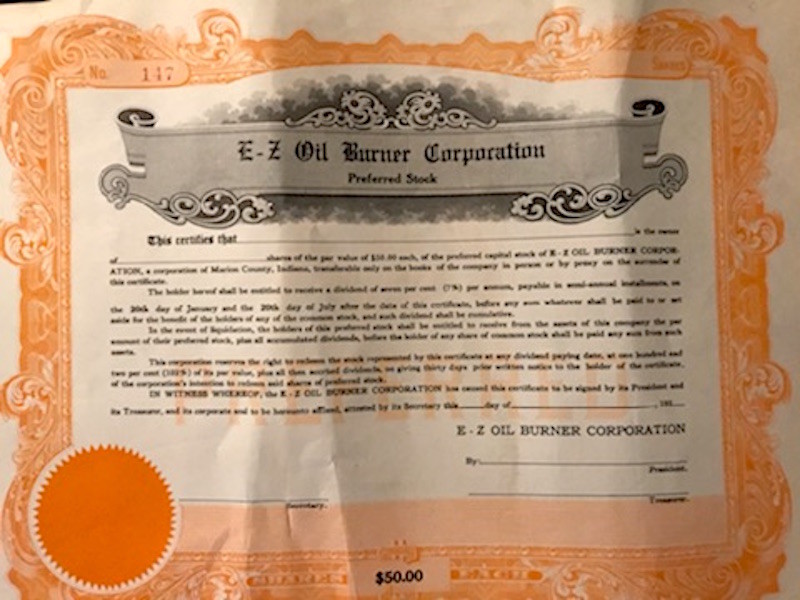 No. 147 SHARES
E-Z Oil Burner Corporation
Preferred Stock
This certifies that is the owner
of shares of the par value of $50.00 each, of the preferred capital stock of E-Z OIL BURNER CORPOR-
ATION, a corporation of Marion County, Indiana, transferable only on the books of the company in person or by proxy on the surrender of
this certificate.
The holder hereof shall be entitled to receive a dividend of seven per cent (7%) per annum, payable in semi-annual installments, on
the 20th day of January and the 20th day of July after the date of this certificate, before any sum whatever shall be paid to or set
aside for the benefit of the holders of any of the common stock, and such dividend shall be cumulative.
In the event of liquidation, the holders of this preferred stock shall be entitled to receive from the assets of this company the par
amount of their preferred stock, plus all accumulated dividends, before the holder of any share of common stock shall be paid any sum from such
assets.
This corporation reserves the right to redeem the stock represented by this certificate at any dividend paying date, at one hundred and
two per cent (102%) of its par value, plus all then accrued dividends, on giving thirty days prior written notice to the holder of the certificate,
of the corporation's intention to redeem said shares of preferred stock.
IN WITNESS WHEREOF, the E-Z OIL BURNER CORPORATION has caused this certificate to be signed by its President and
its Treasurer, and its corporate seal to be hereunto affixed, attested by its Secretary this day of , 192
PREFERRED
E-Z OIL BURNER CORPORATION
By:
President.
Secretary. Treasurer.
SHARES
$50.00